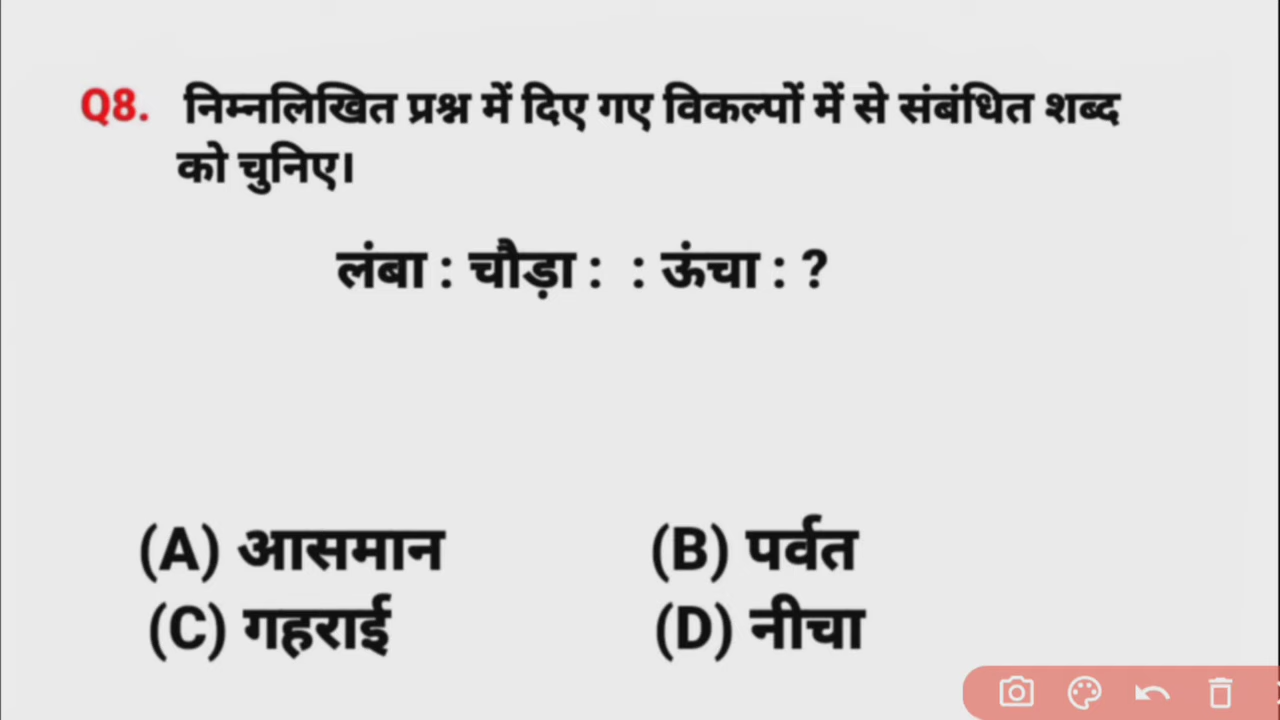 Q8. निम्नलिखित प्रश्न में दिए गए विकल्पों में से संबंधित शब्द
को चुनिए।
लंबा : चौड़ा : : ऊंचा : ?
(A) आसमान (B) पर्वत
(C) गहराई (D) नीचा